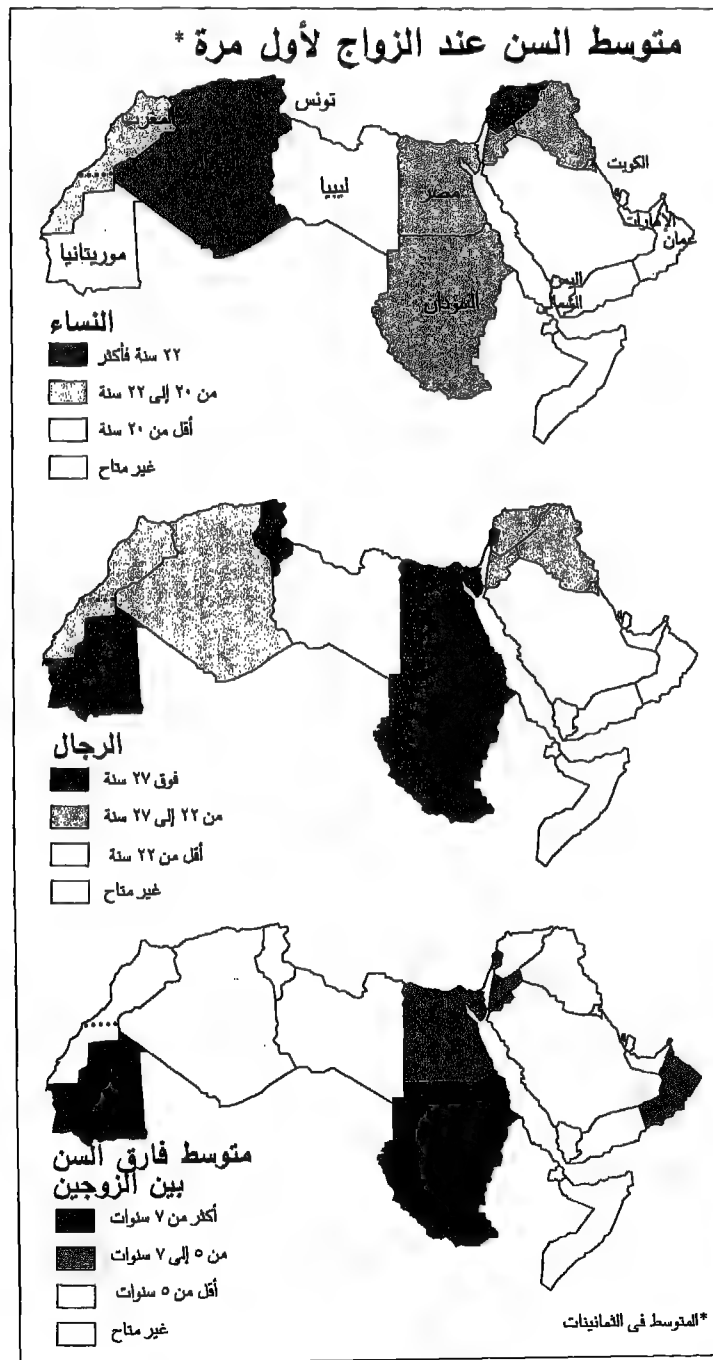 متوسط السن عند الزواج لأول مرة *
تونس
المغرب
الكويت
ليبيا
مصر
الإمارات
عمان
موريتانيا
اليمن
الشمالى
السودان
النساء
٢٢ سنة فأكثر
من ٢٠ إلى ٢٢ سنة
أقل من ٢٠ سنة
غير متاح
الرجال
فوق ٢٧ سنة
من ٢٢ إلى ٢٧ سنة
أقل من ٢٢ سنة
غير متاح
متوسط فارق السن
بين الزوجين
أكثر من ٧ سنوات
من ٥ إلى ٧ سنوات
أقل من ٥ سنوات
غير متاح
*المتوسط فى الثمانينات